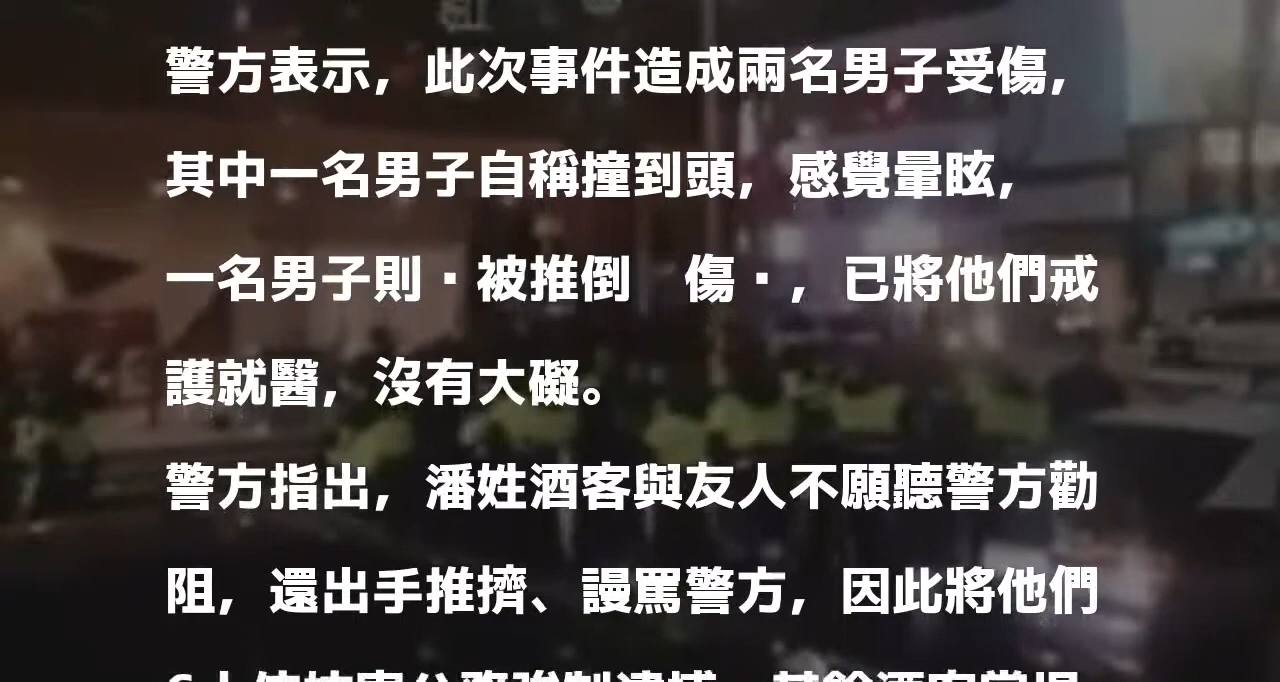 警方表示，此次事件造成兩名男子受傷，
其中一名男子自稱撞到頭，感覺暈眩，
一名男子則·被推倒　傷·，已將他們戒
護就醫，沒有大礙。
警方指出，潘姓酒客與友人不願聽警方勸
阻，還出手推擠、謾罵警方，因此將他們